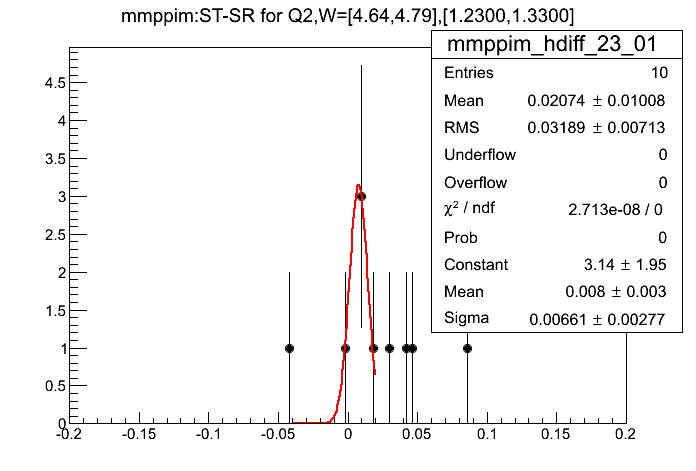 mmppim:ST-SR for Q2,W=[4.64,4.79],[1.2300,1.3300]
mmppim_hdiff_23_01
Entries 10
Mean 0.02074 ± 0.01008
RMS 0.03189 ± 0.00713
Underflow 0
Overflow 0
χ² / ndf 2.713e-08 / 0
Prob 0
Constant 3.14 ± 1.95
Mean 0.008 ± 0.003
Sigma 0.00661 ± 0.00277
4.5
4
3.5
3
2.5
2
1.5
1
0.5
0
-0.2 -0.15 -0.1 -0.05 0 0.05 0.1 0.15 0.2